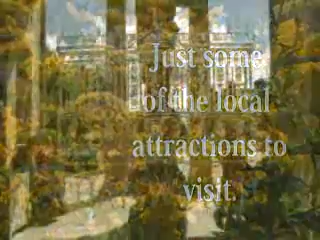 Just some
of the local
attractions to
visit.